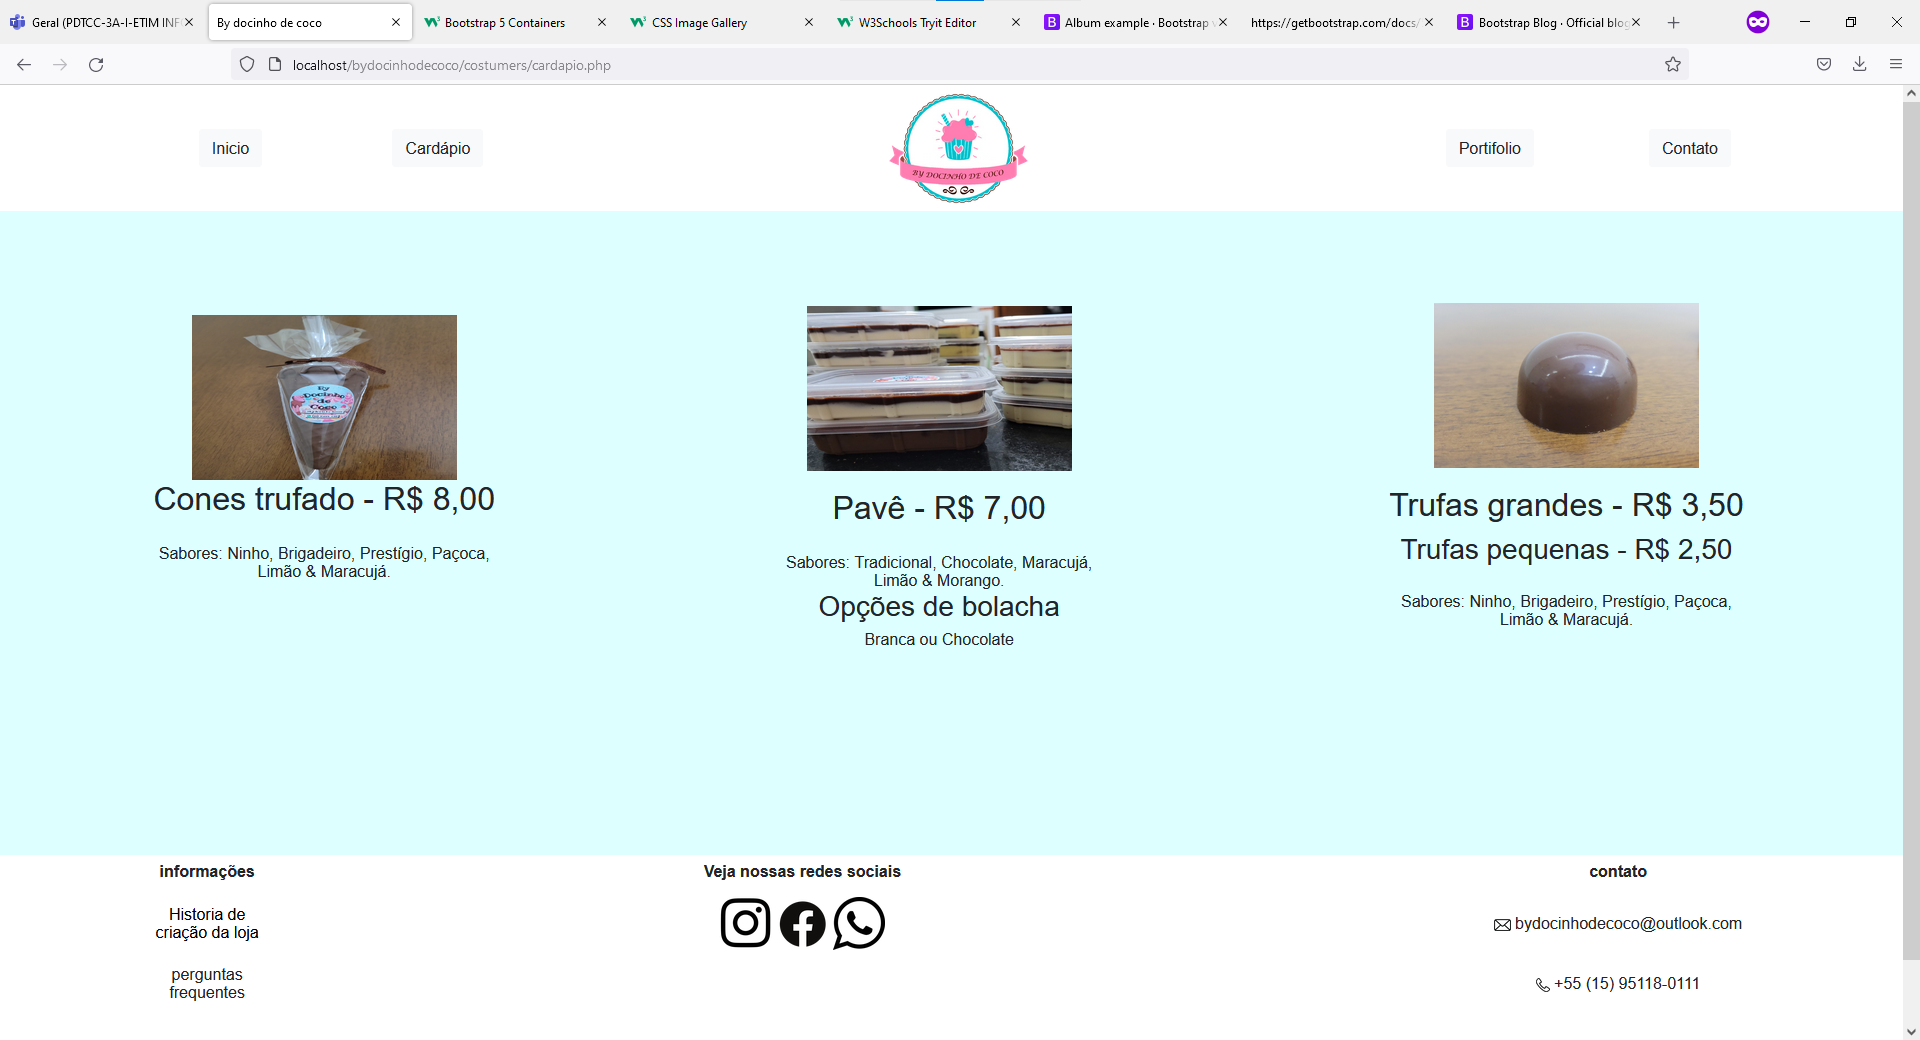 Geral (PDTCC-3A-I-ETIM INF
By docinho de coco
Bootstrap 5 Containers
CSS Image Gallery
W3Schools Tryit Editor
Album example · Bootstrap v
https://getbootstrap.com/docs/
Bootstrap Blog · Official blog
localhost/bydocinhodecoco/costumers/cardapio.php
Inicio
Cardápio
BY DOCINHO DE COCO
Portifolio
Contato
By
Docinho
de
Coco
Cones trufado - R$ 8,00
Sabores: Ninho, Brigadeiro, Prestígio, Paçoca,
Limão & Maracujá.
Pavê - R$ 7,00
Sabores: Tradicional, Chocolate, Maracujá,
Limão & Morango.
Opções de bolacha
Branca ou Chocolate
Trufas grandes - R$ 3,50
Trufas pequenas - R$ 2,50
Sabores: Ninho, Brigadeiro, Prestígio, Paçoca,
Limão & Maracujá.
informações
Historia de
criação da loja
perguntas
frequentes
Veja nossas redes sociais
contato
bydocinhodecoco@outlook.com
+55 (15) 95118-0111